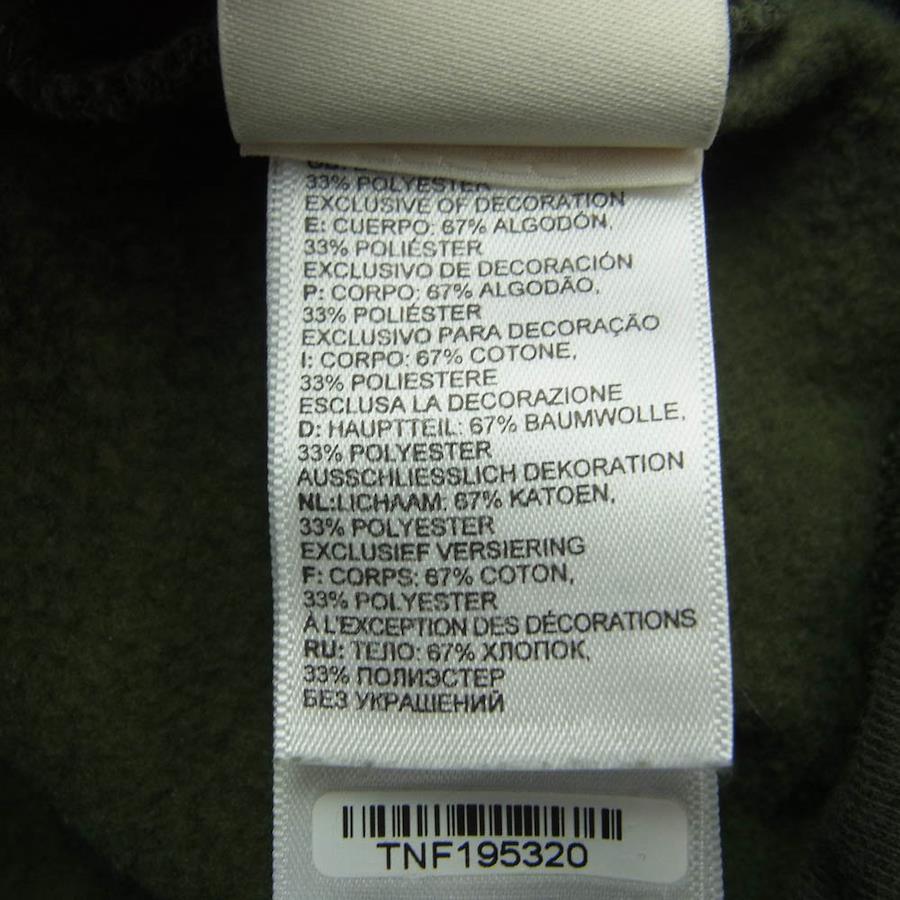 33% POLYESTER
EXCLUSIVE OF DECORATION
E: CUERPO: 67% ALGODÓN,
33% POLIÉSTER
EXCLUSIVO DE DECORACIÓN
P: CORPO: 67% ALGODÃO,
33% POLIÉSTER
EXCLUSIVO PARA DECORAÇÃO
I: CORPO: 67% COTONE,
33% POLIESTERE
ESCLUSA LA DECORAZIONE
D: HAUPTTEIL: 67% BAUMWOLLE,
33% POLYESTER
AUSSCHLIESSLICH DEKORATION
NL:LICHAAM: 67% KATOEN,
33% POLYESTER
EXCLUSIEF VERSIERING
F: CORPS: 67% COTON,
33% POLYESTER
À L'EXCEPTION DES DÉCORATIONS
RU: ТЕЛО: 67% ХЛОПОК,
33% ПОЛИЭСТЕР
БЕЗ УКРАШЕНИЙ
TNF195320